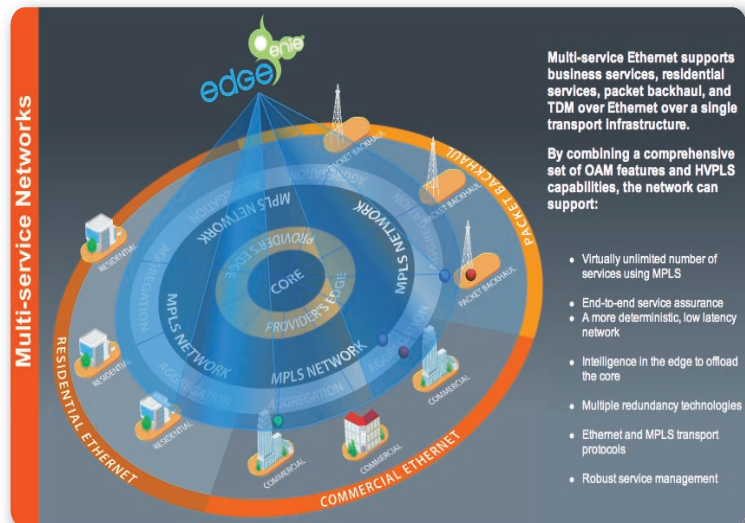 Multi-service Networks
edge
genie
Multi-service Ethernet supports
business services, residential
services, packet backhaul, and
TDM over Ethernet over a single
transport infrastructure.
By combining a comprehensive
set of OAM features and HVPLS
capabilities, the network can
support:
Virtually unlimited number of
services using MPLS
End-to-end service assurance
A more deterministic, low latency
network
Intelligence in the edge to offload
the core
Multiple redundancy technologies
Ethernet and MPLS transport
protocols
Robust service management
PACKET BACKHAUL
PACKET BACKHAUL
PACKET BACKHAUL
PACKET BACKHAUL
AGGREGATION
AGGREGATION
AGGREGATION
AGGREGATION
MPLS NETWORK
MPLS NETWORK
PROVIDER'S EDGE
CORE
PROVIDER'S EDGE
MPLS NETWORK
MPLS NETWORK
AGGREGATION
AGGREGATION
RESIDENTIAL
RESIDENTIAL
RESIDENTIAL
COMMERCIAL
COMMERCIAL
COMMERCIAL
RESIDENTIAL ETHERNET
COMMERCIAL ETHERNET